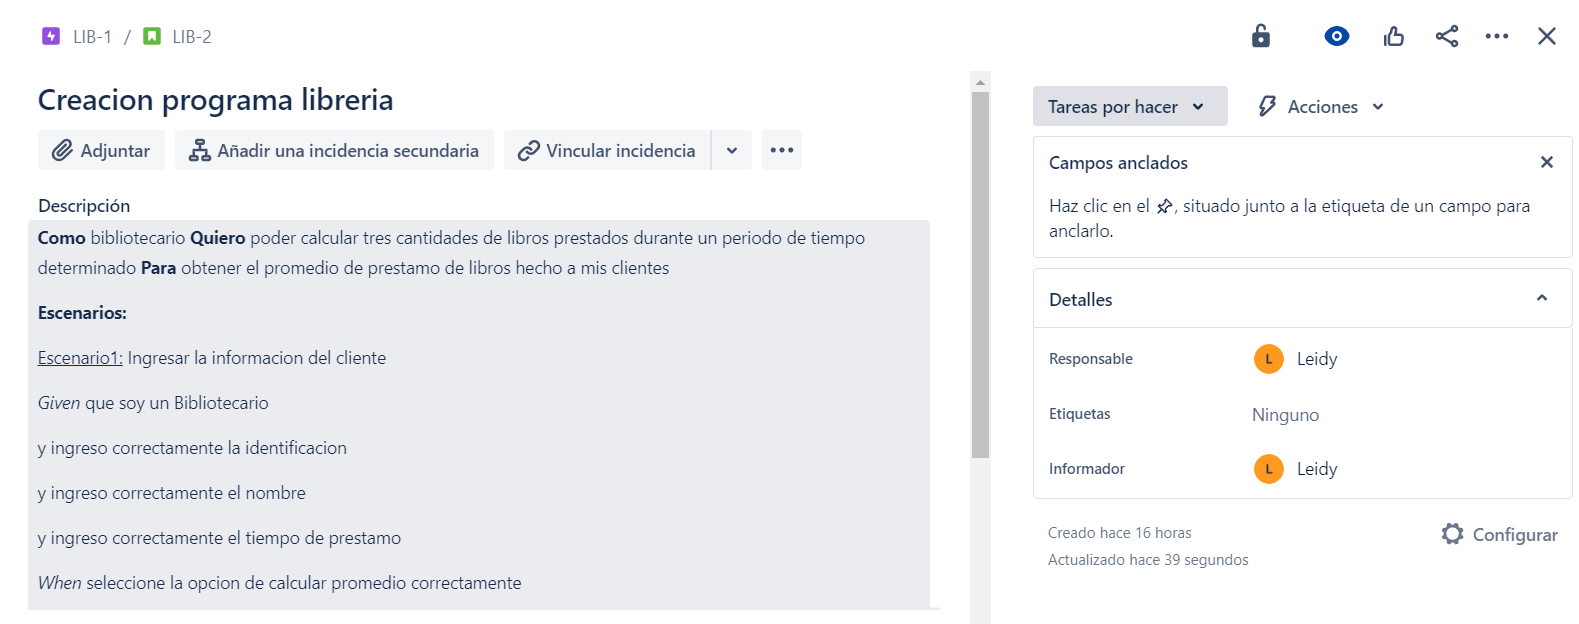 LIB-1 / LIB-2
Creacion programa libreria
Adjuntar
Añadir una incidencia secundaria
Vincular incidencia
Descripción
Como bibliotecario Quiero poder calcular tres cantidades de libros prestados durante un periodo de tiempo
determinado Para obtener el promedio de prestamo de libros hecho a mis clientes
Escenarios:
Escenario1: Ingresar la informacion del cliente
Given que soy un Bibliotecario
y ingreso correctamente la identificacion
y ingreso correctamente el nombre
y ingreso correctamente el tiempo de prestamo
When seleccione la opcion de calcular promedio correctamente
Tareas por hacer
Acciones
Campos anclados
Haz clic en el , situado junto a la etiqueta de un campo para
anclarlo.
Detalles
Responsable
L Leidy
Etiquetas
Ninguno
Informador
L Leidy
Creado hace 16 horas
Actualizado hace 39 segundos
Configurar